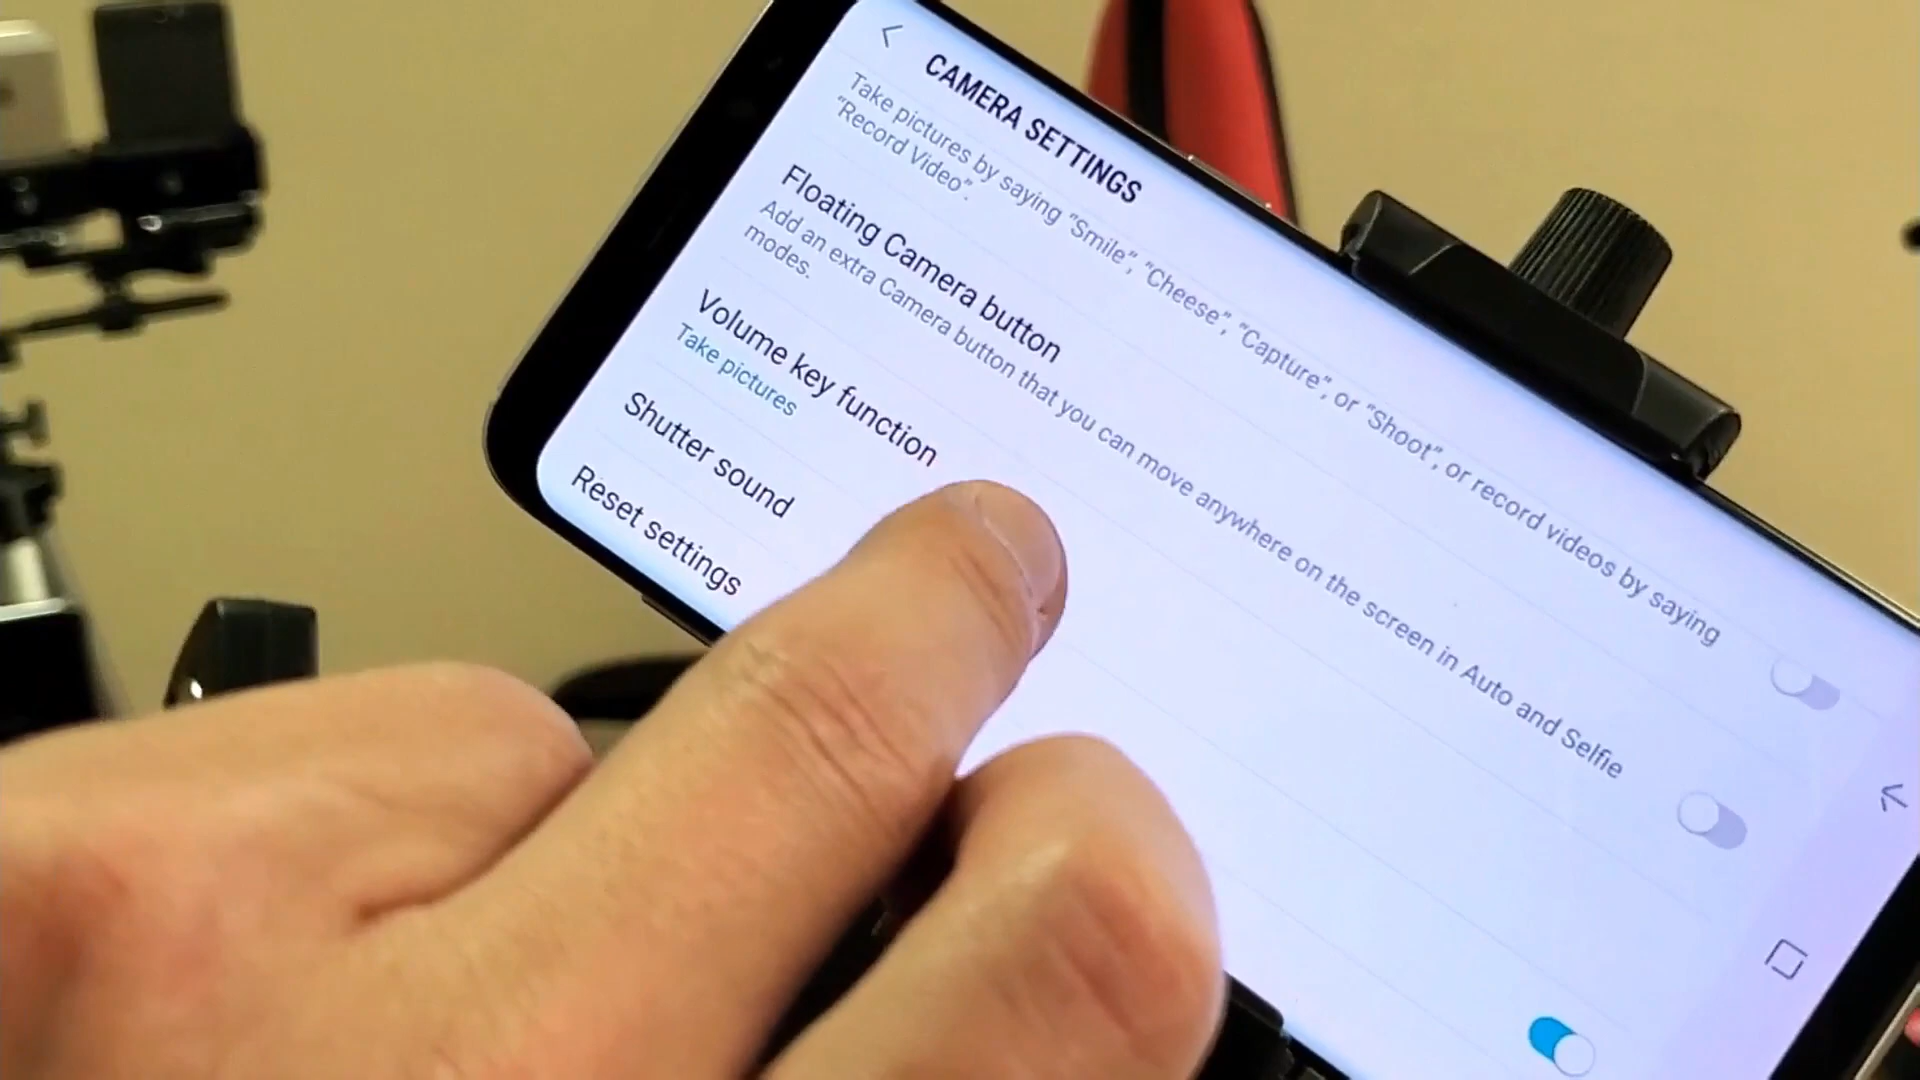 CAMERA SETTINGS
Take pictures by saying “Smile”, “Cheese”, “Capture”, or “Shoot”, or record videos by saying
“Record Video”.
Floating Camera button
Add an extra Camera button that you can move anywhere on the screen in Auto and Selfie
modes.
Volume key function
Take pictures
Shutter sound
Reset settings